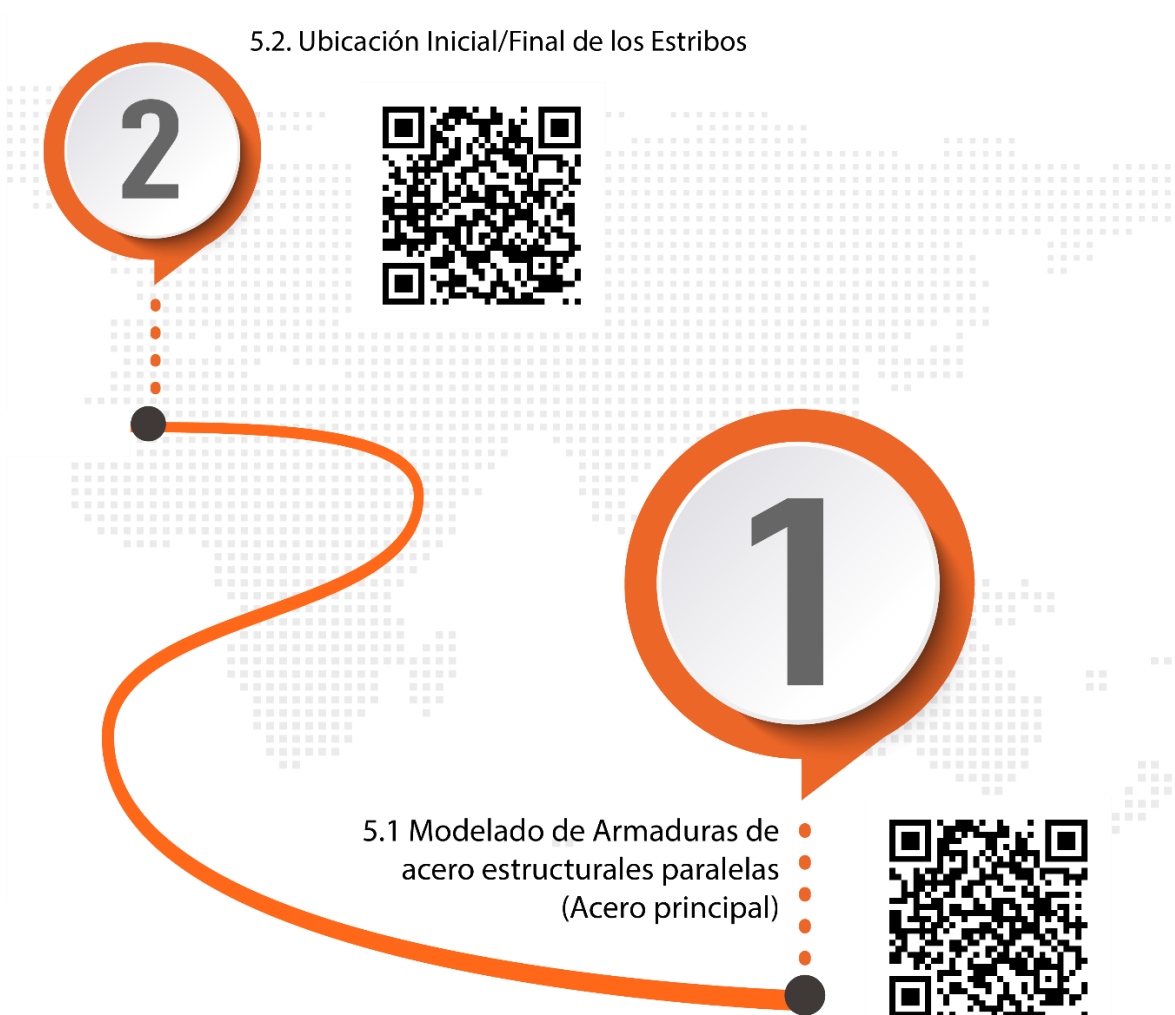 5.2. Ubicación Inicial/Final de los Estribos
2
1
5.1 Modelado de Armaduras de
acero estructurales paralelas
(Acero principal)